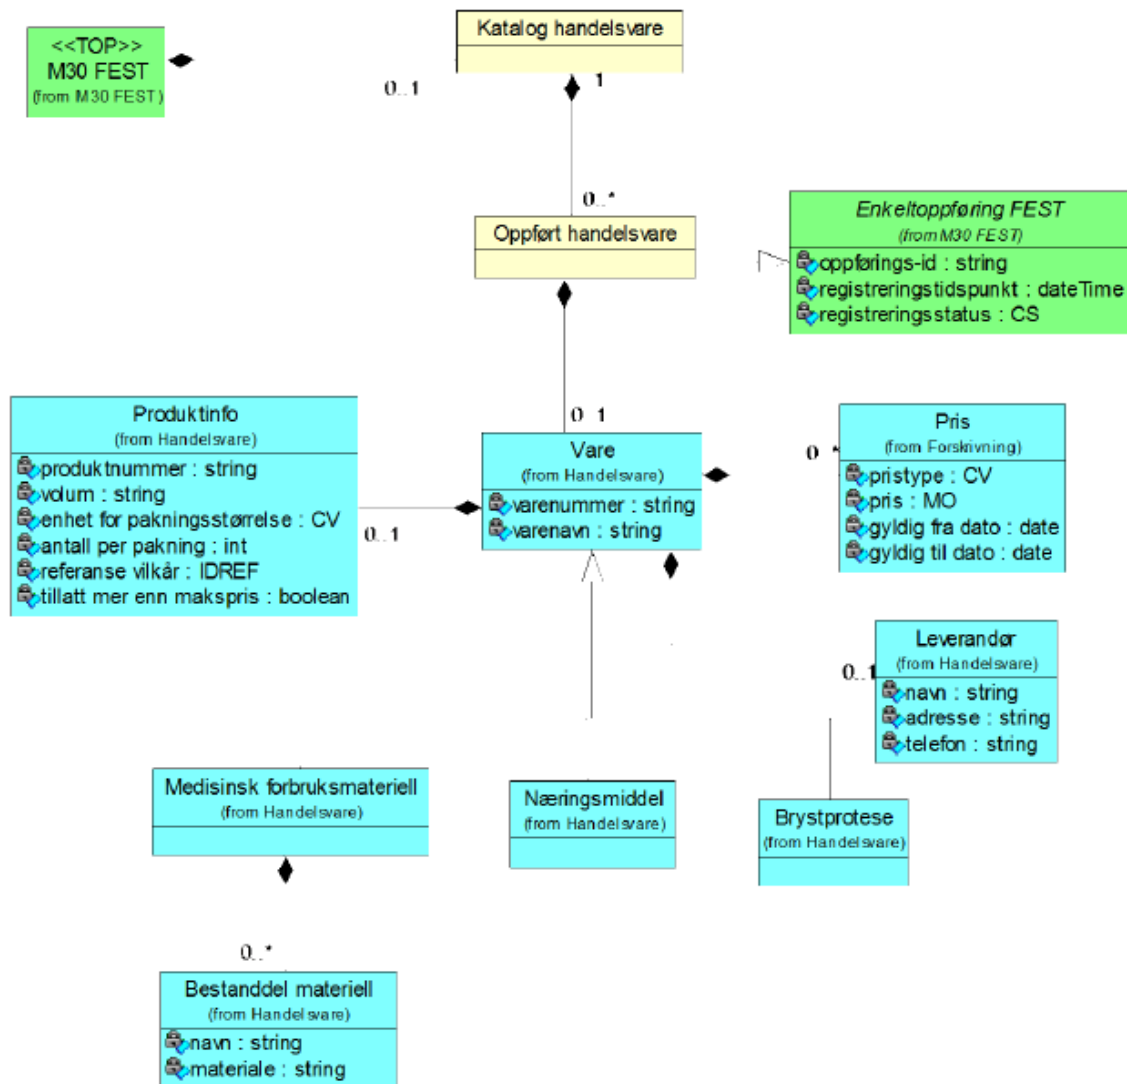 <<TOP>>
M30 FEST
(from M30 FEST)
0..1
Katalog handelsvare
1
0..*
Oppført handelsvare
Enkeltoppføring FEST
(from M30 FEST)
oppførings-id : string
registreringstidspunkt : dateTime
registreringsstatus : CS
Produktinfo
(from Handelsvare)
produktnummer : string
volum : string
enhet for pakningsstørrelse : CV
antall per pakning : int
referanse vilkår : IDREF
tillatt mer enn makspris : boolean
0..1
0..1
Vare
(from Handelsvare)
varenummer : string
varenavn : string
0..*
Pris
(from Forskrivning)
pristype : CV
pris : MO
gyldig fra dato : date
gyldig til dato : date
0..1
Leverandør
(from Handelsvare)
navn : string
adresse : string
telefon : string
Medisinsk forbruksmateriell
(from Handelsvare)
Næringsmiddel
(from Handelsvare)
Brystprotese
(from Handelsvare)
0..*
Bestanddel materiell
(from Handelsvare)
navn : string
materiale : string